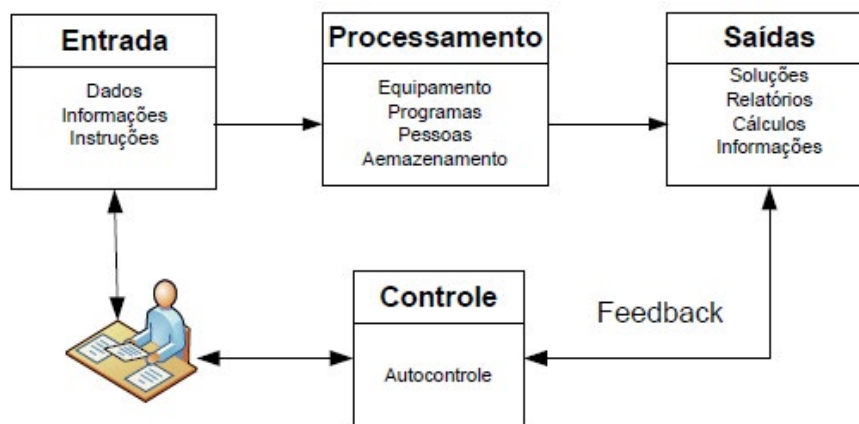 Entrada
Dados
Informações
Instruções
Processamento
Equipamento
Programas
Pessoas
Aemazenamento
Saídas
Soluções
Relatórios
Cálculos
Informações
Controle
Autocontrole
Feedback